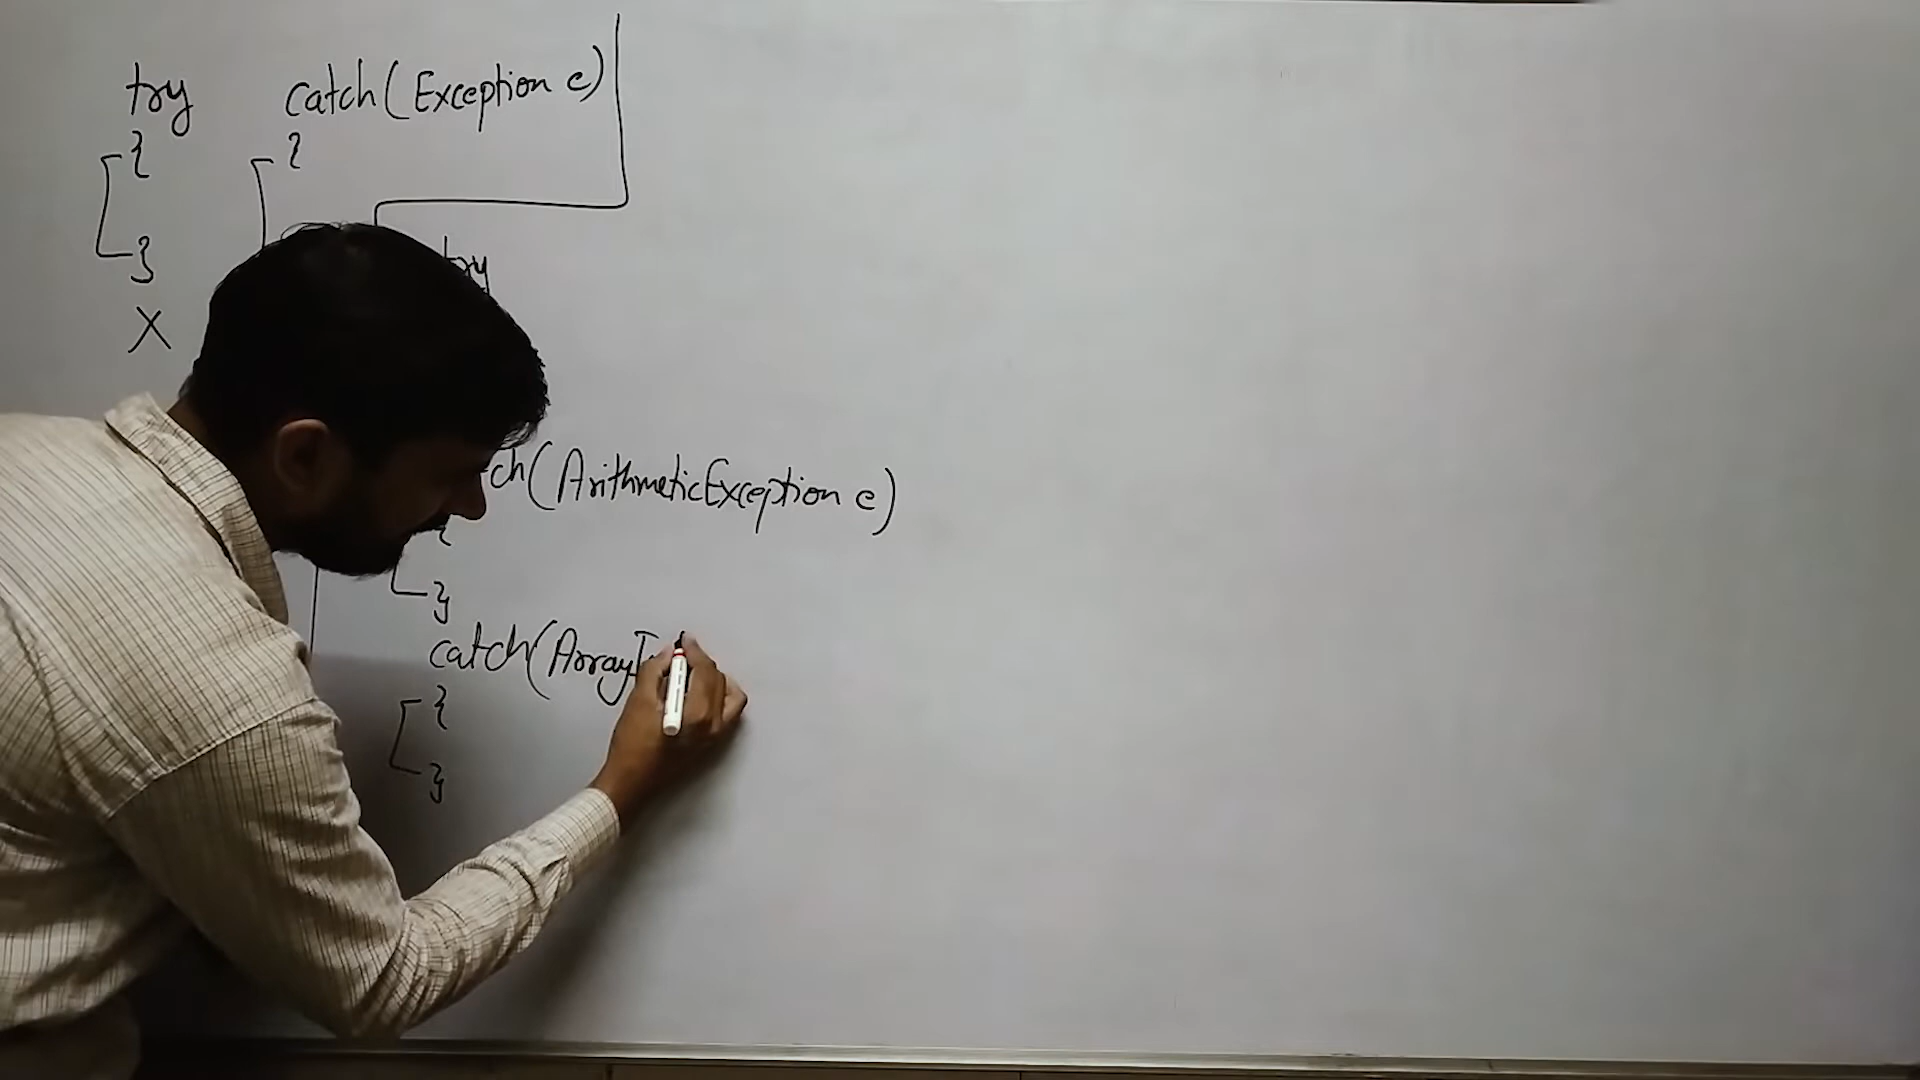 try catch(Exception e)
{ {
}
X
try
ch(ArithmeticException e)
{
}
catch(ArrayI
{
}